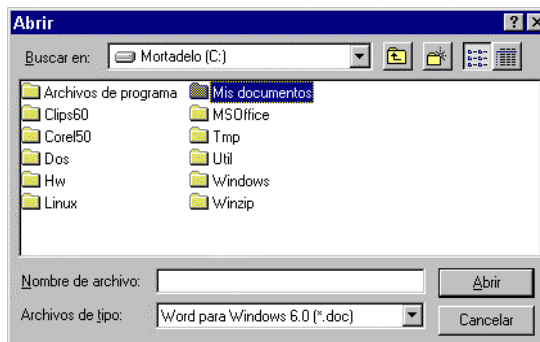 Abrir
Buscar en: Mortadelo (C:)
Archivos de programa Mis documentos
Clips60 MSOffice
Corel50 Tmp
Dos Util
Hw Windows
Linux Winzip
Nombre de archivo: Abrir
Archivos de tipo: Word para Windows 6.0 (*.doc) Cancelar